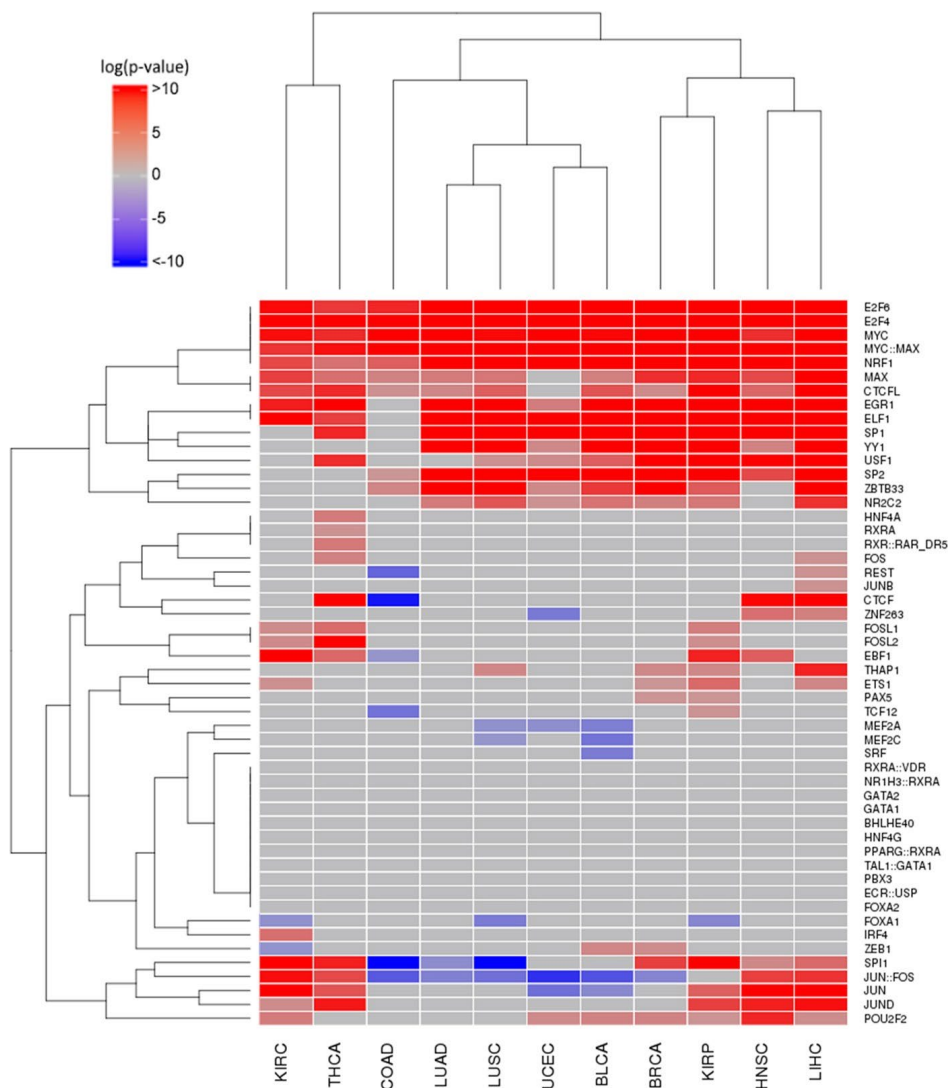 log(p-value)
>10
5
0
-5
<-10
E2F6
E2F4
MYC
MYC::MAX
NRF1
MAX
CTCFL
EGR1
ELF1
SP1
YY1
USF1
SP2
ZBTB33
NR2C2
HNF4A
RXRA
RXR::RAR_DR5
FOS
REST
JUNB
CTCF
ZNF263
FOSL1
FOSL2
EBF1
THAP1
ETS1
PAX5
TCF12
MEF2A
MEF2C
SRF
RXRA::VDR
NR1H3::RXRA
GATA2
GATA1
BHLHE40
HNF4G
PPARG::RXRA
TAL1::GATA1
PBX3
ECR::USP
FOXA2
FOXA1
IRF4
ZEB1
SPI1
JUN::FOS
JUN
JUND
POU2F2
KIRC
THCA
COAD
LUAD
LUSC
UCEC
BLCA
BRCA
KIRP
HNSC
LIHC